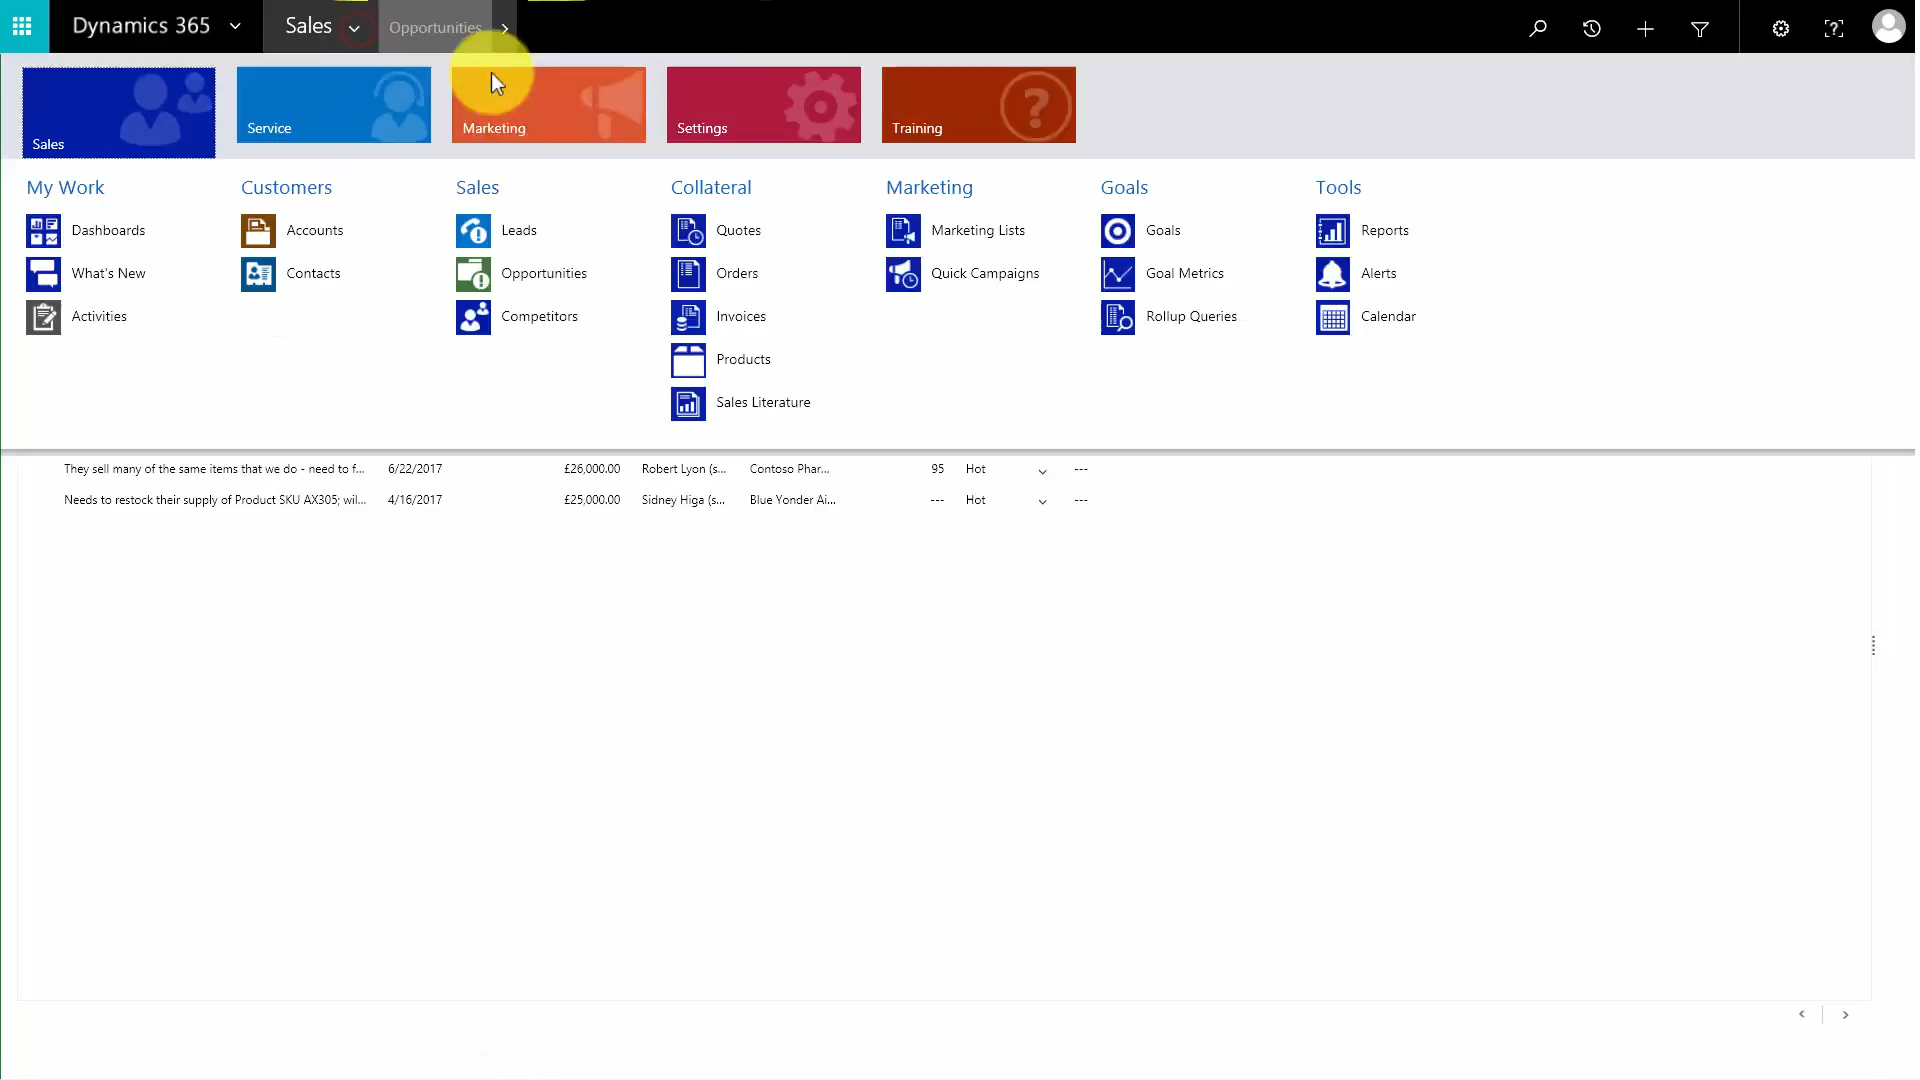 Dynamics 365 Sales Opportunities
Sales Service Marketing Settings Training
My Work Customers Sales Collateral Marketing Goals Tools
Dashboards Accounts Leads Quotes Marketing Lists Goals Reports
What's New Contacts Opportunities Orders Quick Campaigns Goal Metrics Alerts
Activities Competitors Invoices Rollup Queries Calendar
Products
Sales Literature
They sell many of the same items that we do - need to f... 6/22/2017 £26,000.00 Robert Lyon (s... Contoso Phar... 95 Hot ---
Needs to restock their supply of Product SKU AX305; wil... 4/16/2017 £25,000.00 Sidney Higa (s... Blue Yonder Ai... --- Hot ---